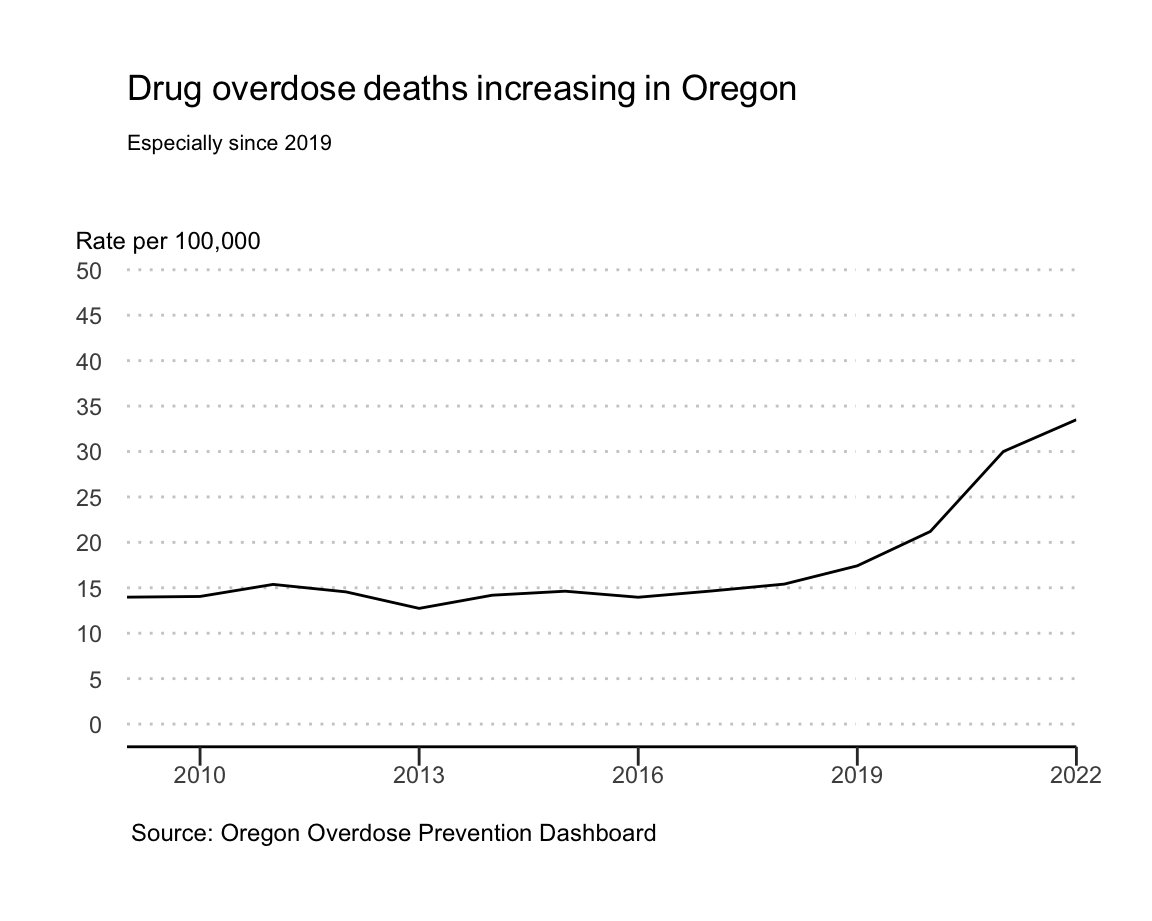 Drug overdose deaths increasing in Oregon
Especially since 2019
Rate per 100,000
50
45
40
35
30
25
20
15
10
5
0
2010 2013 2016 2019 2022
Source: Oregon Overdose Prevention Dashboard